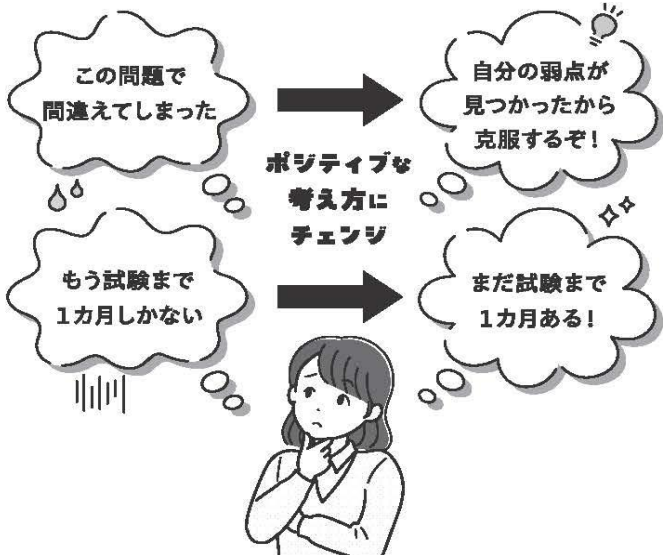 この問題で
間違えてしまった
自分の弱点が
見つかったから
克服するぞ！
ポジティブな
考え方に
チェンジ
もう試験まで
1カ月しかない
まだ試験まで
1カ月ある！